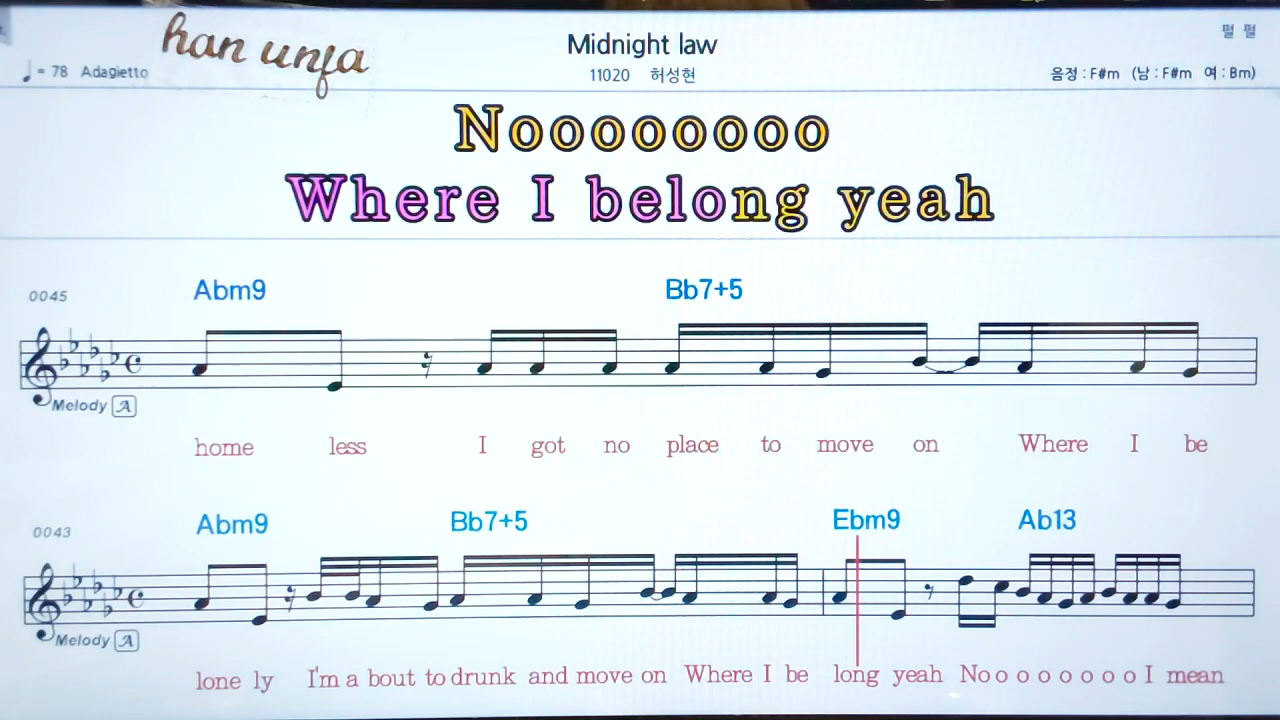 han unja
Midnight law
펄 펄
♩ = 78 Adagietto
11020 허성현
음정 : F#m (남 : F#m 여 : Bm)
Noooooooo
Where I belong yeah
0045
Abm9 Bb7+5
Melody A
home less I got no place to move on Where I be
0043
Abm9 Bb7+5 Ebm9 Ab13
Melody A
lone ly I'm a bout to drunk and move on Where I be long yeah No o o o o o o o I mean